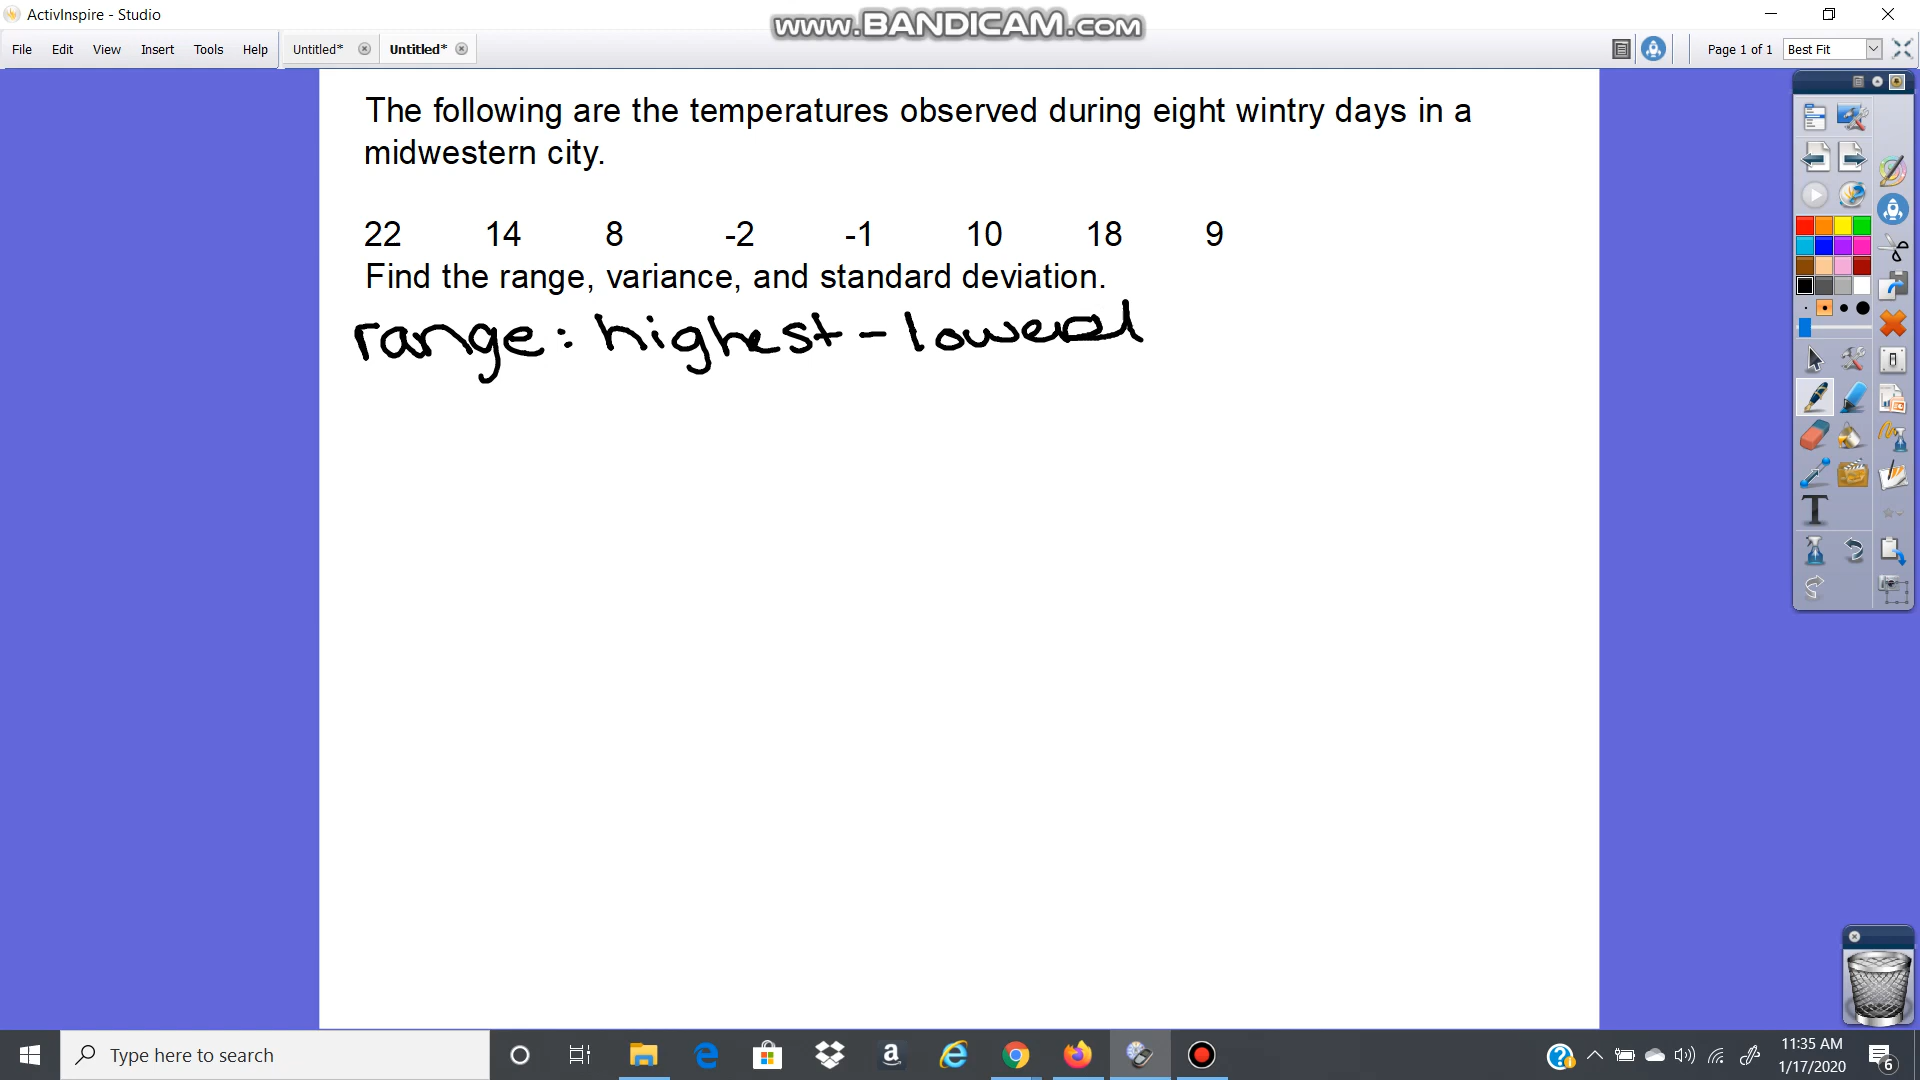 ActivInspire - Studio
www.BANDICAM.com
File Edit View Insert Tools Help Untitled* Untitled* Page 1 of 1 Best Fit
The following are the temperatures observed during eight wintry days in a
midwestern city.
22 14 8 -2 -1 10 18 9
Find the range, variance, and standard deviation.
range: highest - lowest
T
Type here to search
a
11:35 AM
1/17/2020
6